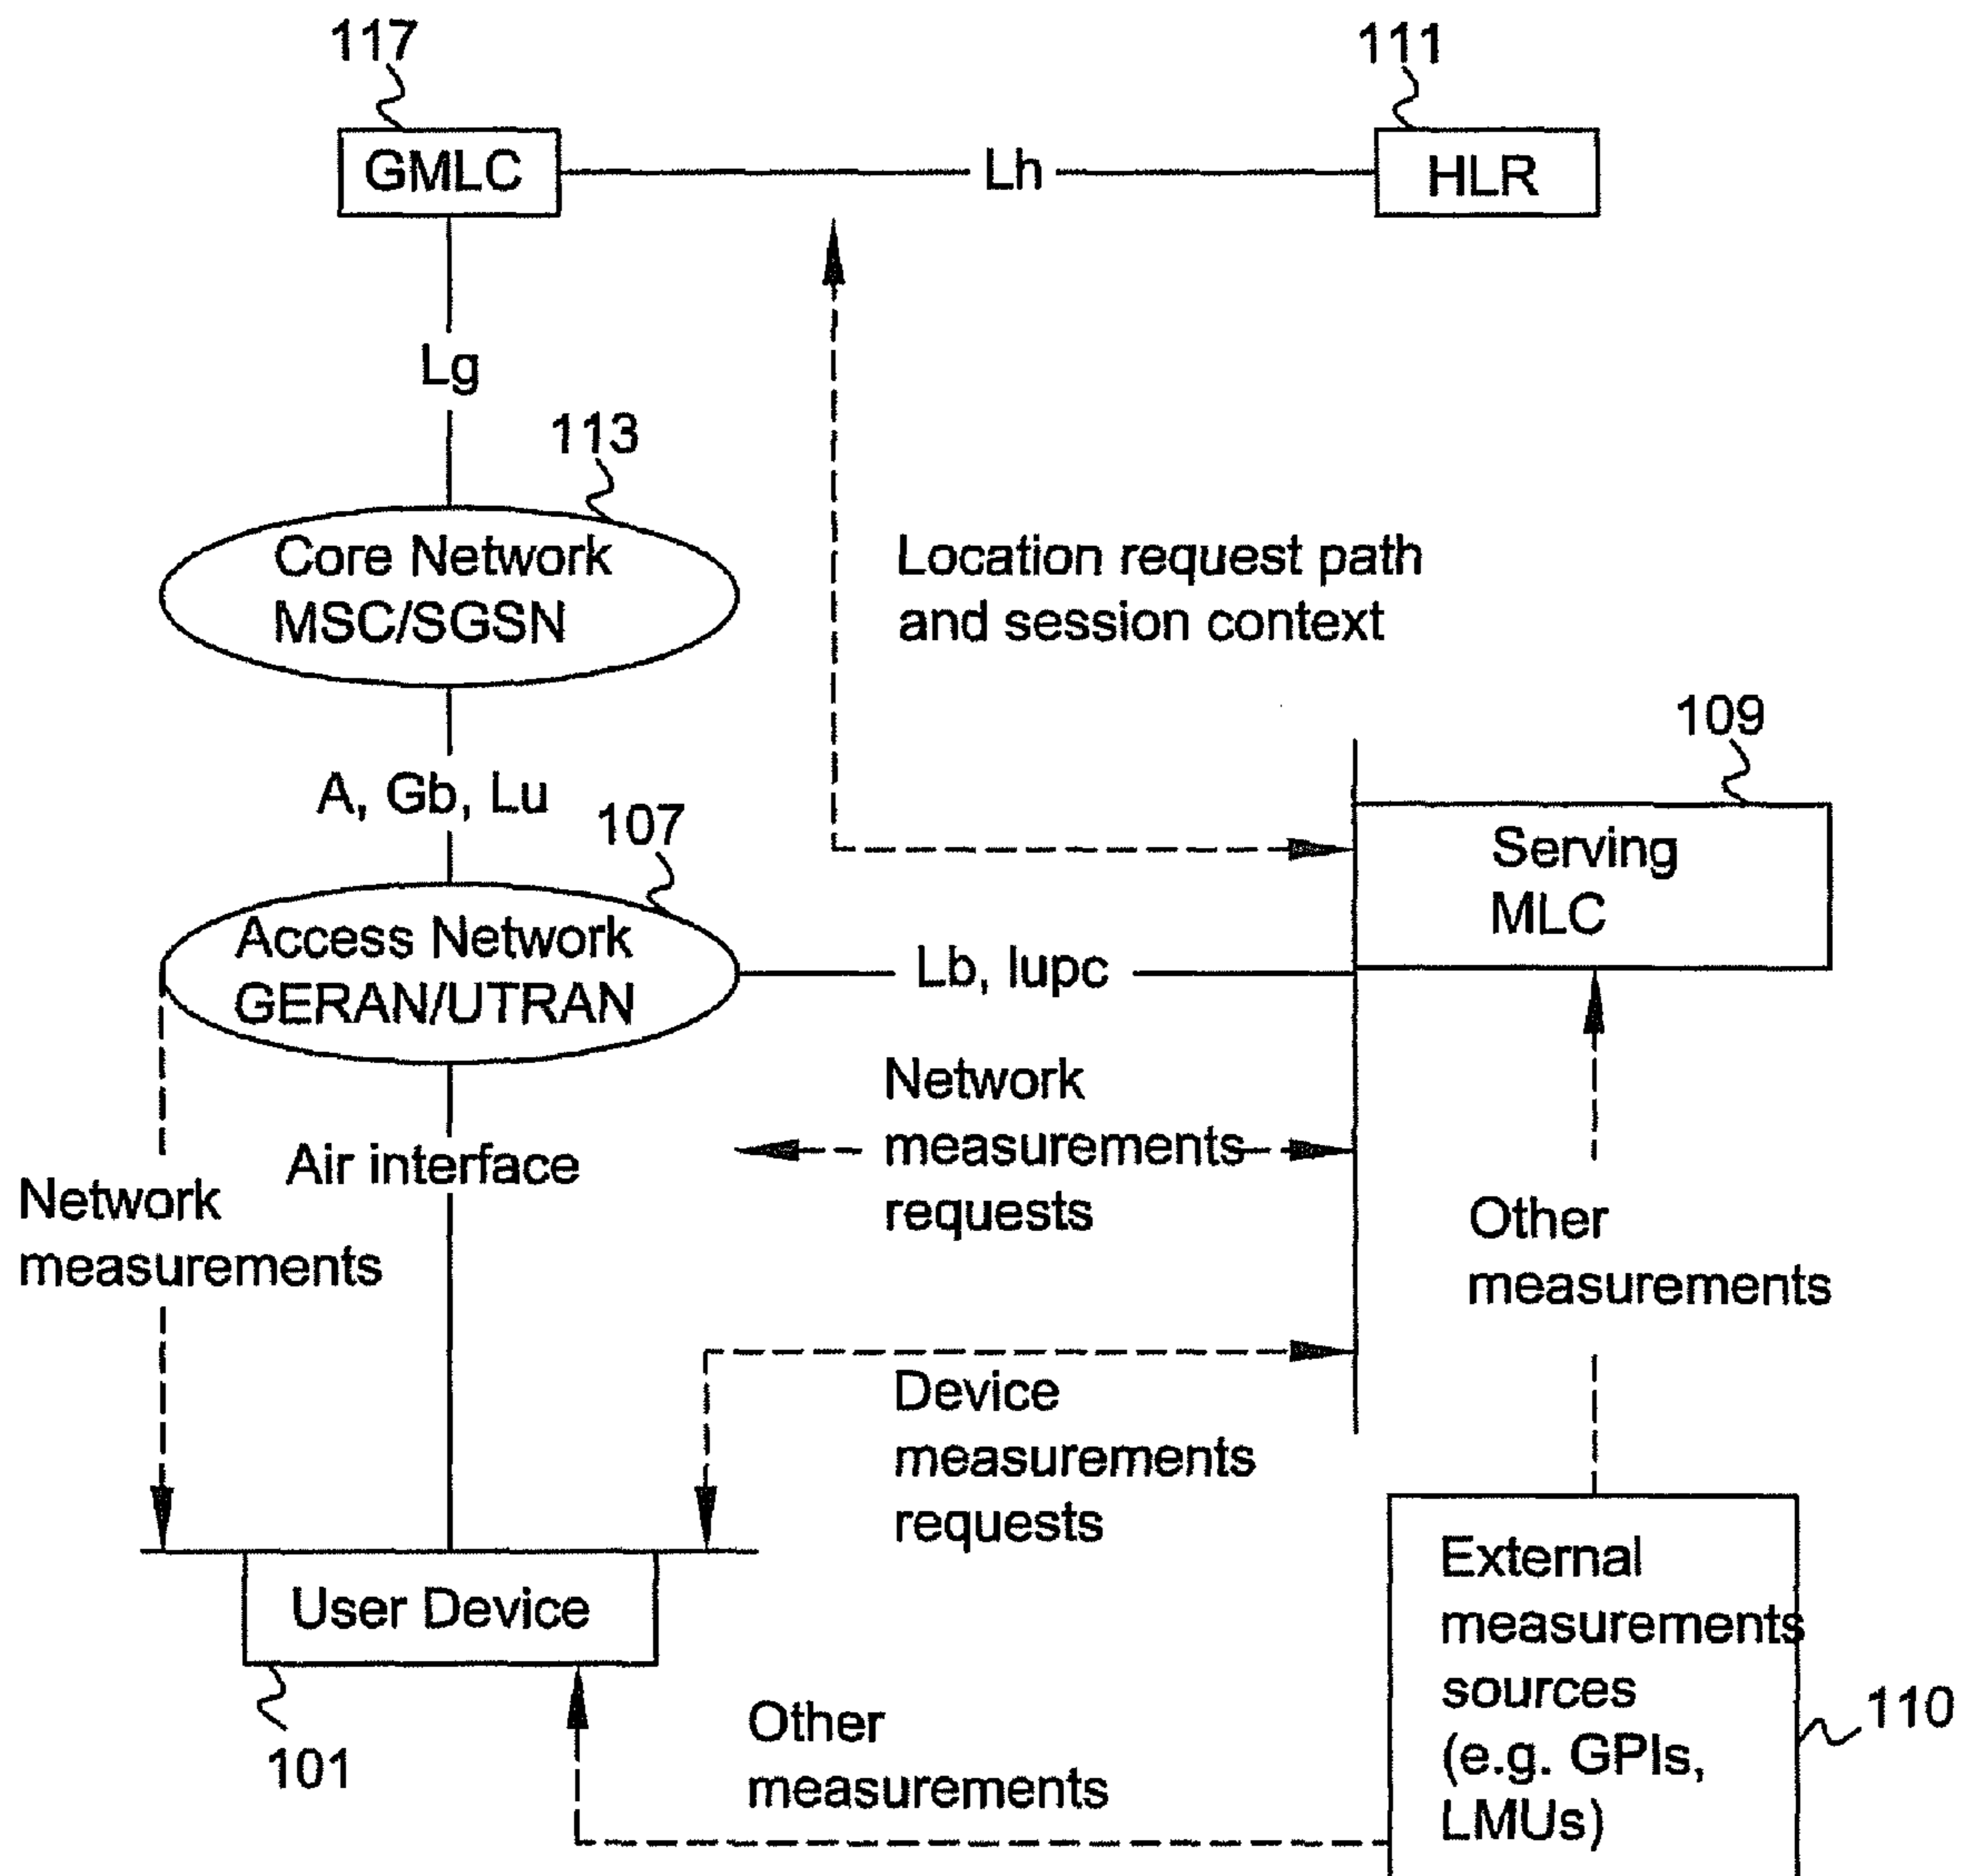 117
111
GMLC
Lh
HLR
Lg
113
Core Network
MSC/SGSN
Location request path
and session context
109
A, Gb, Lu
107
Serving
MLC
Access Network
GERAN/UTRAN
Lb, lupc
Network
measurements
requests
Air interface
Network
measurements
Other
measurements
Device
measurements
requests
User Device
101
External
measurements
sources
(e.g. GPIs,
LMUs)
110
Other
measurements